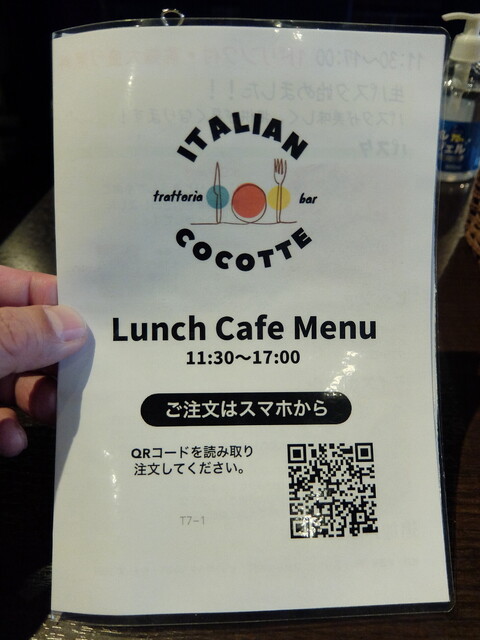 ITALIAN
trattoria bar
COCOTTE
Lunch Cafe Menu
11:30〜17:00
ご注文はスマホから
QRコードを読み取り
注文してください。
T7-1